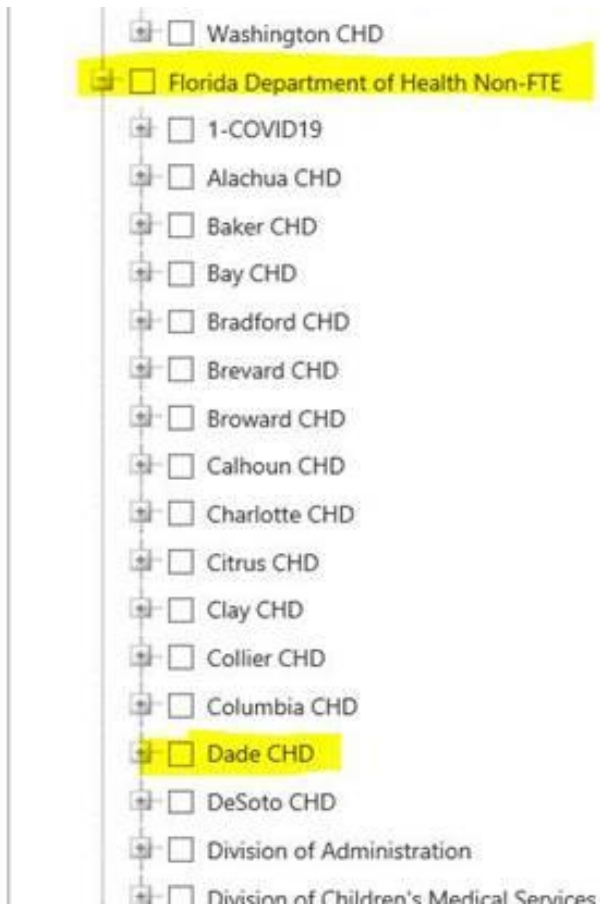 Washington CHD
Florida Department of Health Non-FTE
1-COVID19
Alachua CHD
Baker CHD
Bay CHD
Bradford CHD
Brevard CHD
Broward CHD
Calhoun CHD
Charlotte CHD
Citrus CHD
Clay CHD
Collier CHD
Columbia CHD
Dade CHD
DeSoto CHD
Division of Administration
Division of Children's Medical Services